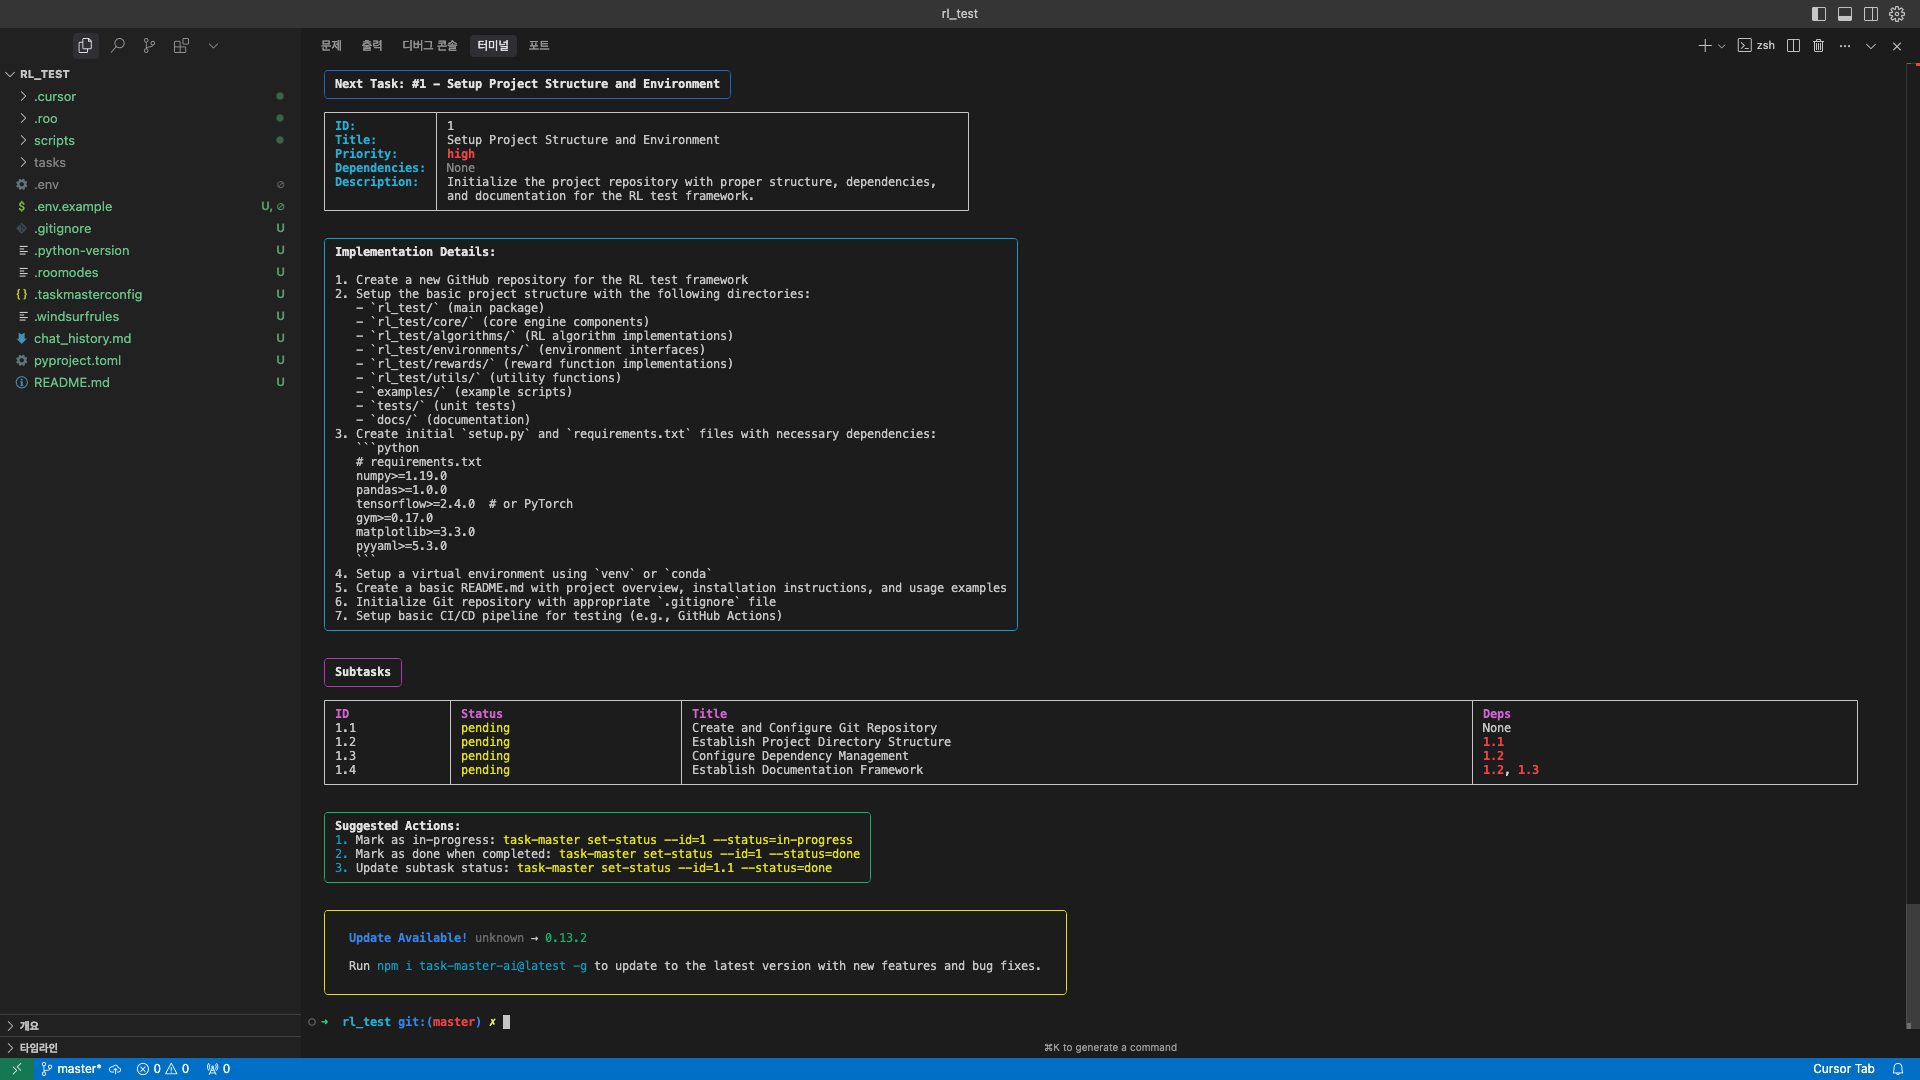 rl_test
RL_TEST
.cursor
.roo
scripts
tasks
.env
.env.example U,
.gitignore U
.python-version U
.roomodes U
.taskmasterconfig U
.windsurfrules U
chat_history.md U
pyproject.toml U
README.md U
개요
타임라인
문제 출력 디버그 콘솔 터미널 포트
zsh
Next Task: #1 - Setup Project Structure and Environment
ID: 1
Title: Setup Project Structure and Environment
Priority: high
Dependencies: None
Description: Initialize the project repository with proper structure, dependencies,
and documentation for the RL test framework.
Implementation Details:
1. Create a new GitHub repository for the RL test framework
2. Setup the basic project structure with the following directories:
- `rl_test/` (main package)
- `rl_test/core/` (core engine components)
- `rl_test/algorithms/` (RL algorithm implementations)
- `rl_test/environments/` (environment interfaces)
- `rl_test/rewards/` (reward function implementations)
- `rl_test/utils/` (utility functions)
- `examples/` (example scripts)
- `tests/` (unit tests)
- `docs/` (documentation)
3. Create initial `setup.py` and `requirements.txt` files with necessary dependencies:
```python
# requirements.txt
numpy>=1.19.0
pandas>=1.0.0
tensorflow>=2.4.0  # or PyTorch
gym>=0.17.0
matplotlib>=3.3.0
pyyaml>=5.3.0
```
4. Setup a virtual environment using `venv` or `conda`
5. Create a basic README.md with project overview, installation instructions, and usage examples
6. Initialize Git repository with appropriate `.gitignore` file
7. Setup basic CI/CD pipeline for testing (e.g., GitHub Actions)
Subtasks
ID Status Title Deps
1.1 pending Create and Configure Git Repository None
1.2 pending Establish Project Directory Structure 1.1
1.3 pending Configure Dependency Management 1.2
1.4 pending Establish Documentation Framework 1.2, 1.3
Suggested Actions:
1. Mark as in-progress: task-master set-status --id=1 --status=in-progress
2. Mark as done when completed: task-master set-status --id=1 --status=done
3. Update subtask status: task-master set-status --id=1.1 --status=done
Update Available! unknown → 0.13.2
Run npm i task-master-ai@latest -g to update to the latest version with new features and bug fixes.
➜ rl_test git:(master) ✗
⌘K to generate a command
master* 0 0 0
Cursor Tab